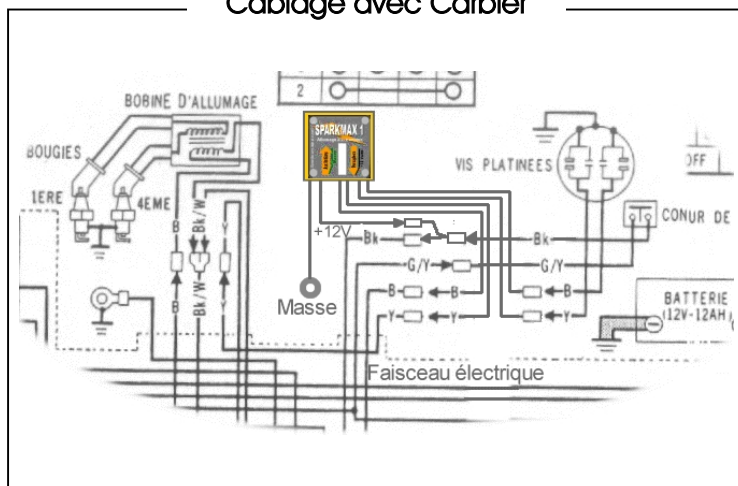 Câblage avec Carbier
2
BOBINE D'ALLUMAGE
SPARKMAX 1
BOUGIES
1ERE
4EME
VIS PLATINEES
OFF
B
Bk/W
Y
+12V
Bk
Bk
CONUR DE
G/Y
G/Y
B
B
B
Y
Y
Y
B
Bk/W
Y
Masse
BATTERIE
(12V-12AH)
Faisceau électrique